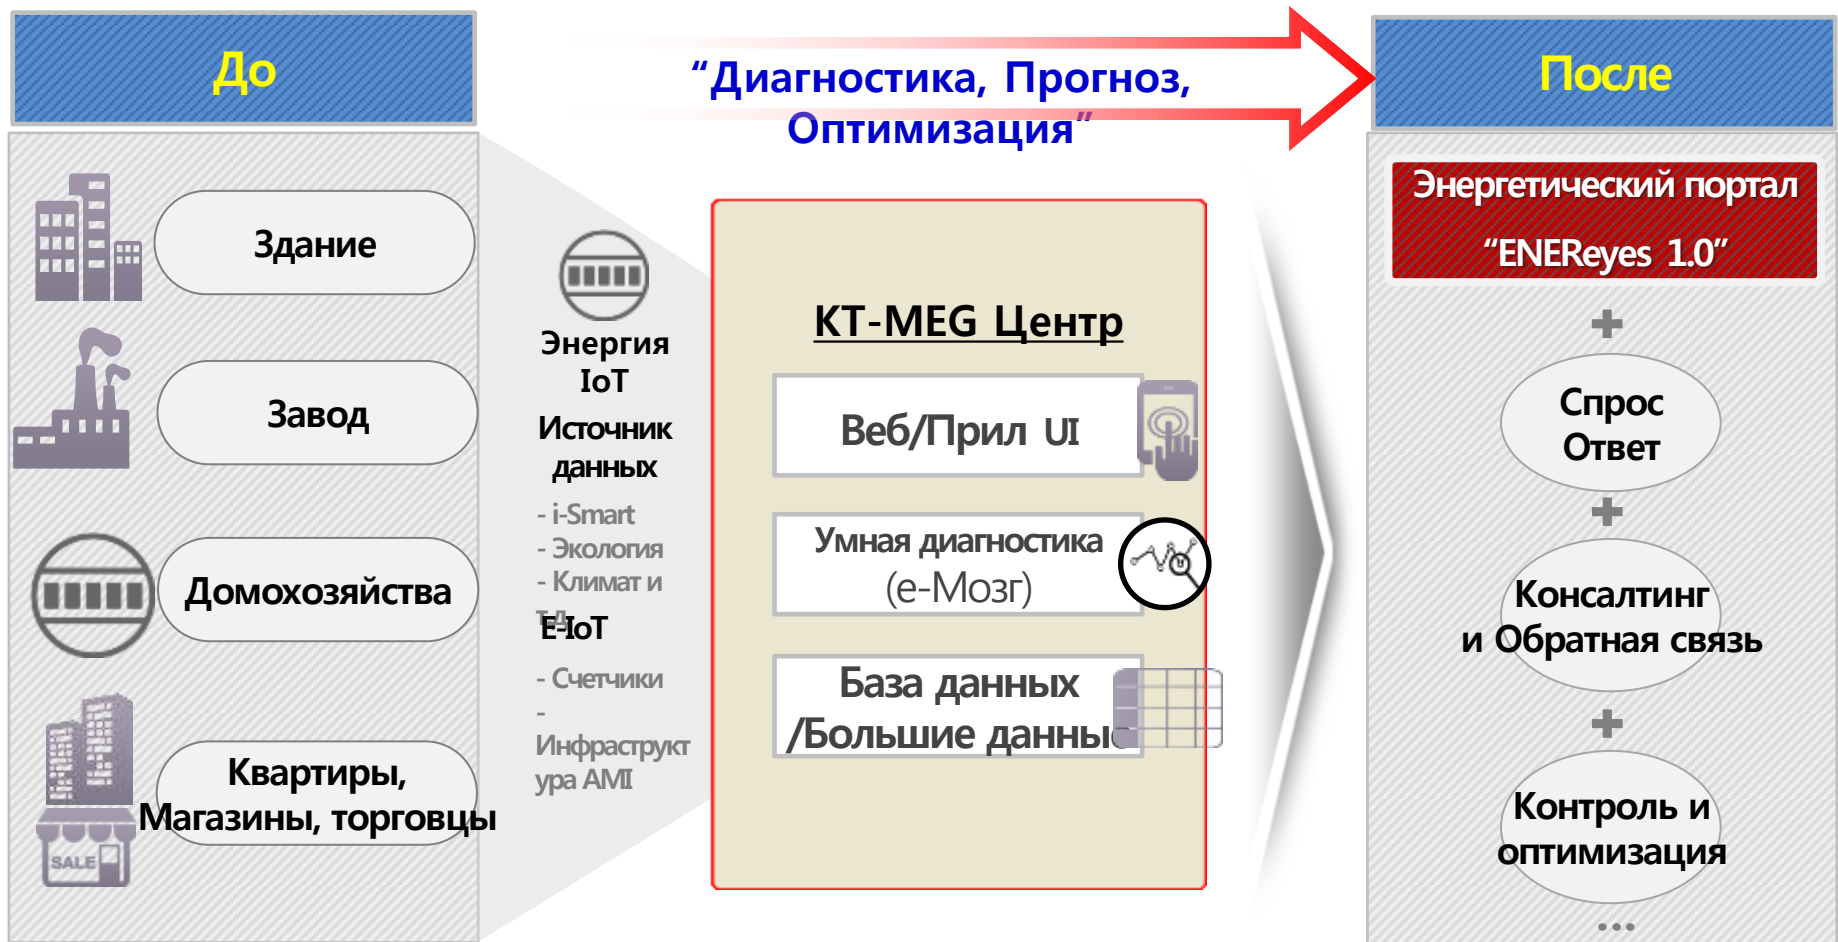 До
“Диагностика, Прогноз,
Оптимизация”
После
Здание
Завод
Домохозяйства
Квартиры,
Магазины, торговцы
SALE
Энергия
IoT
Источник
данных
- i-Smart
- Экология
- Климат и
т.д
E-IoT
- Счетчики
-
Инфраструкт
ура AMI
КТ-MEG Центр
Веб/Прил UI
Умная диагностика
(е-Мозг)
База данных
/Большие данные
Энергетический портал
“ENEReyes 1.0”
Спрос
Ответ
Консалтинг
и Обратная связь
Контроль и
оптимизация
...